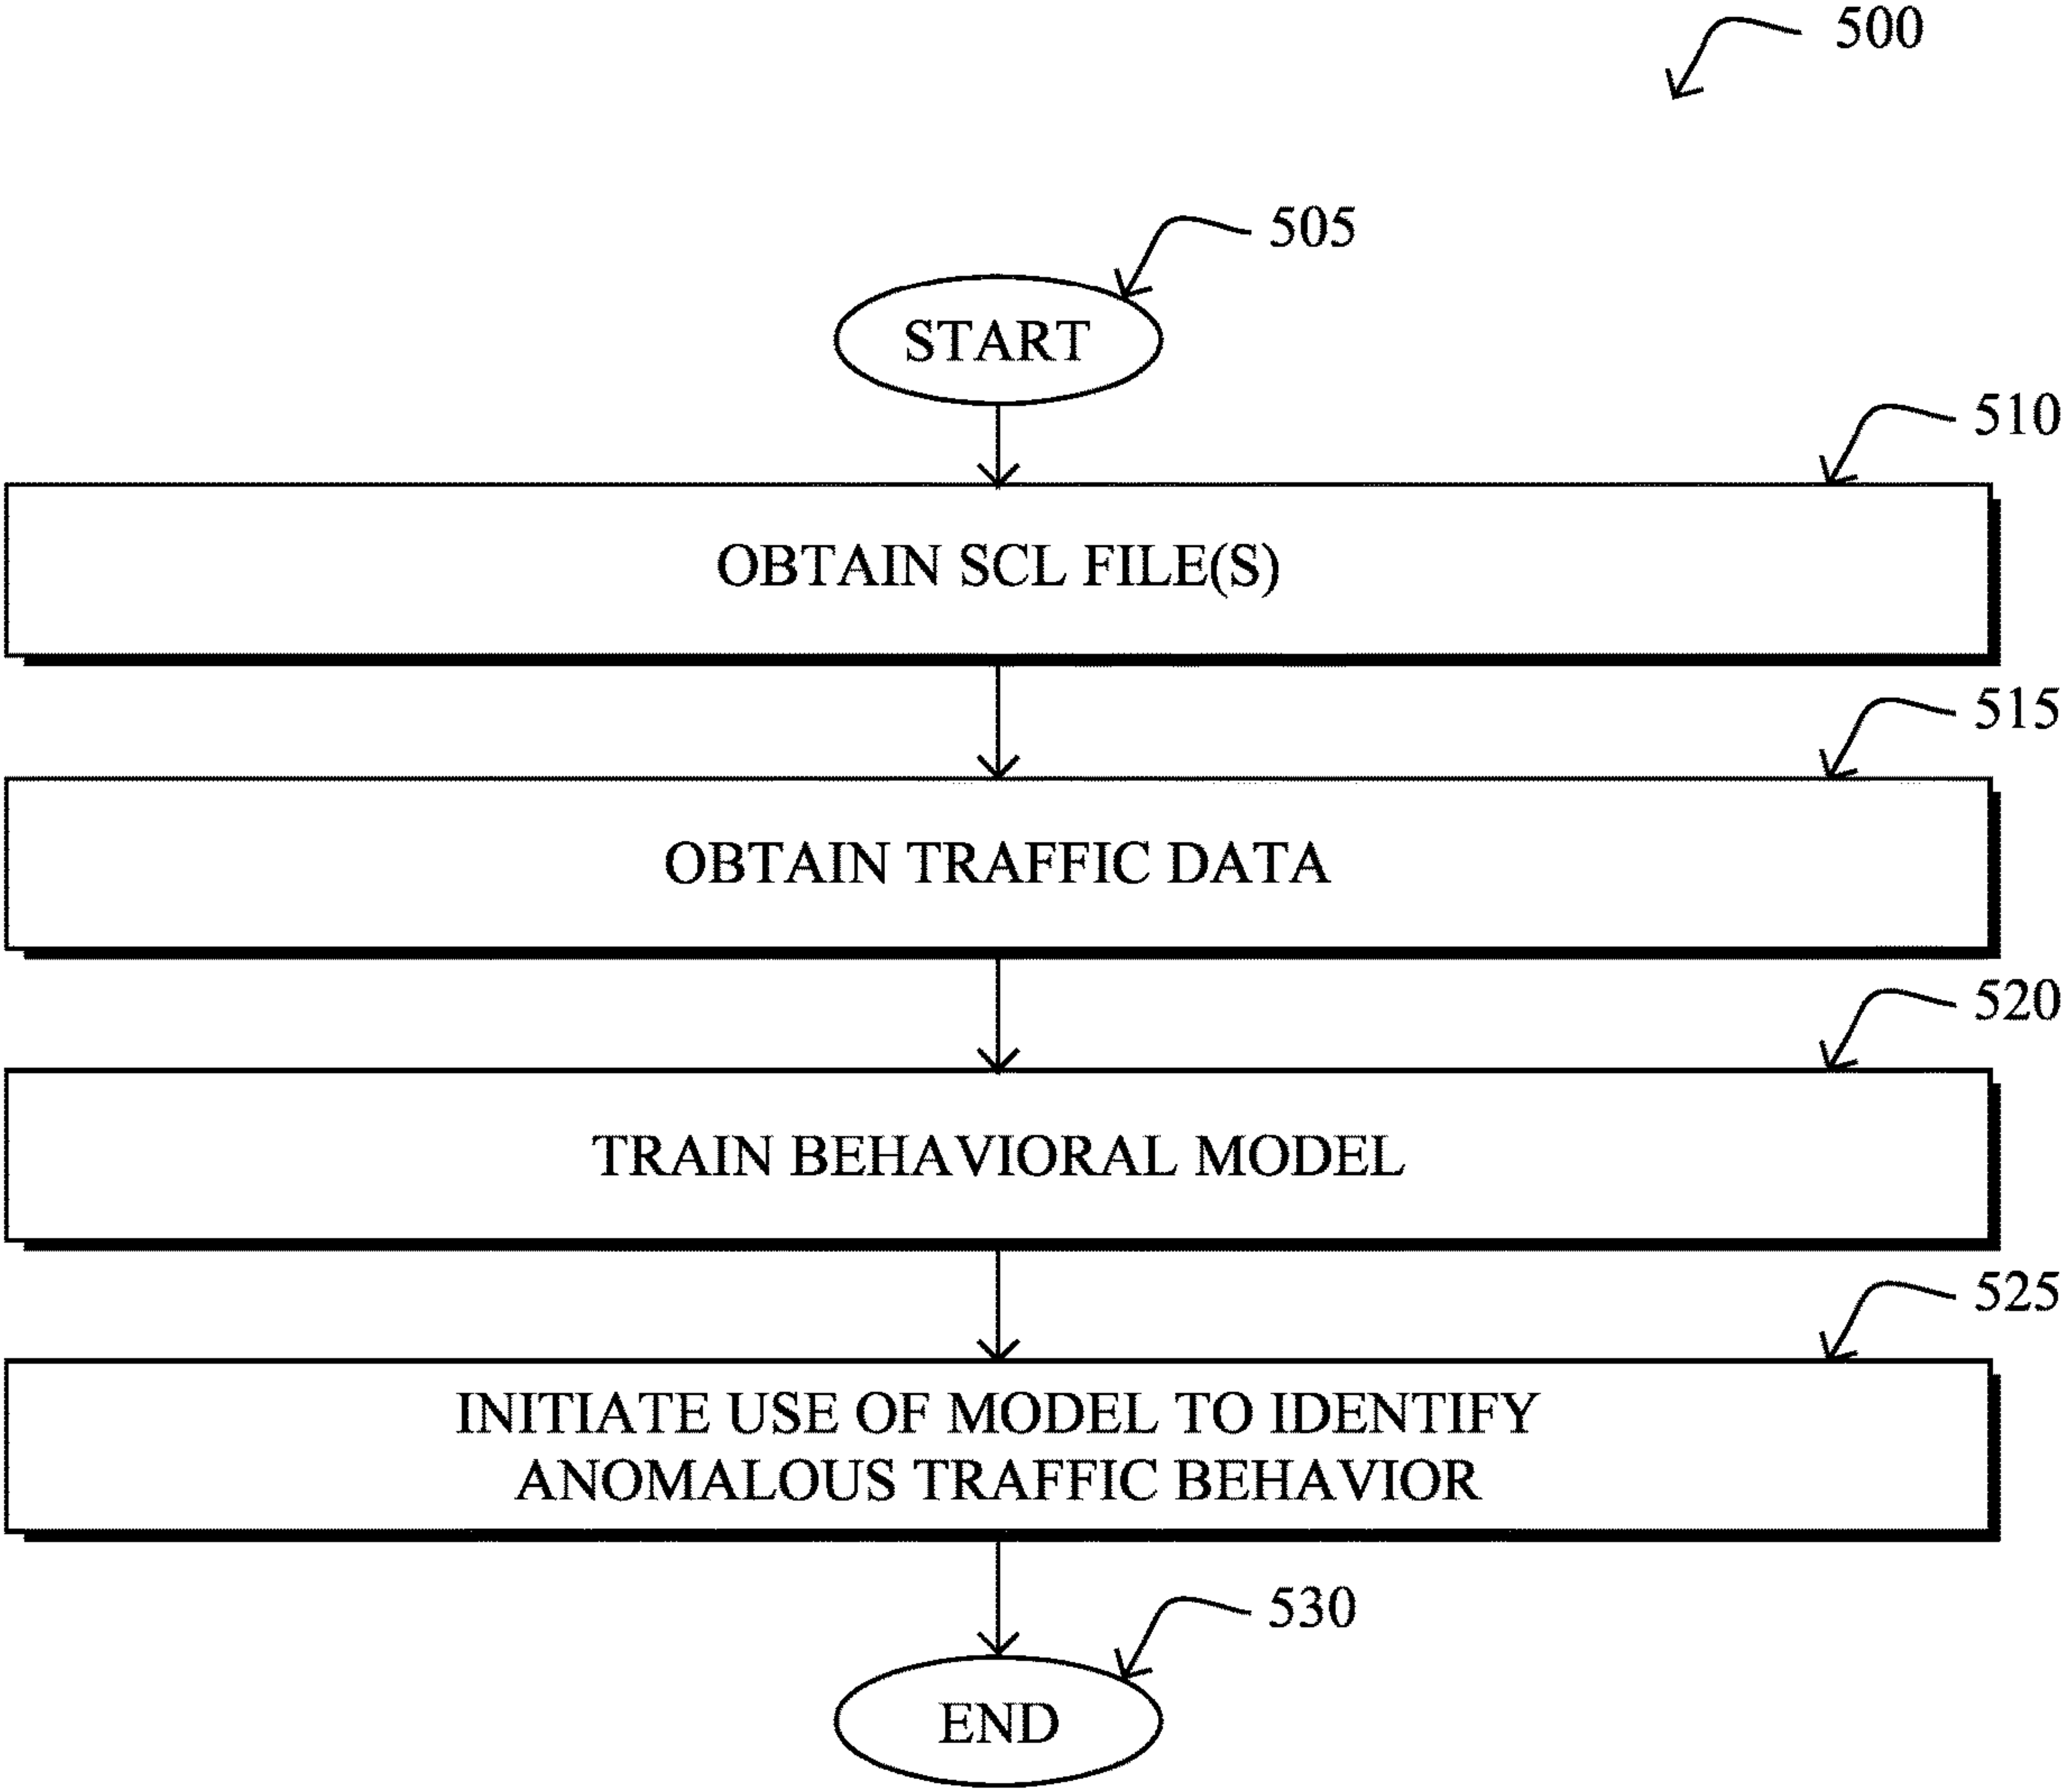 500
505
START
510
OBTAIN SCL FILE(S)
515
OBTAIN TRAFFIC DATA
520
TRAIN BEHAVIORAL MODEL
525
INITIATE USE OF MODEL TO IDENTIFY
ANOMALOUS TRAFFIC BEHAVIOR
530
END